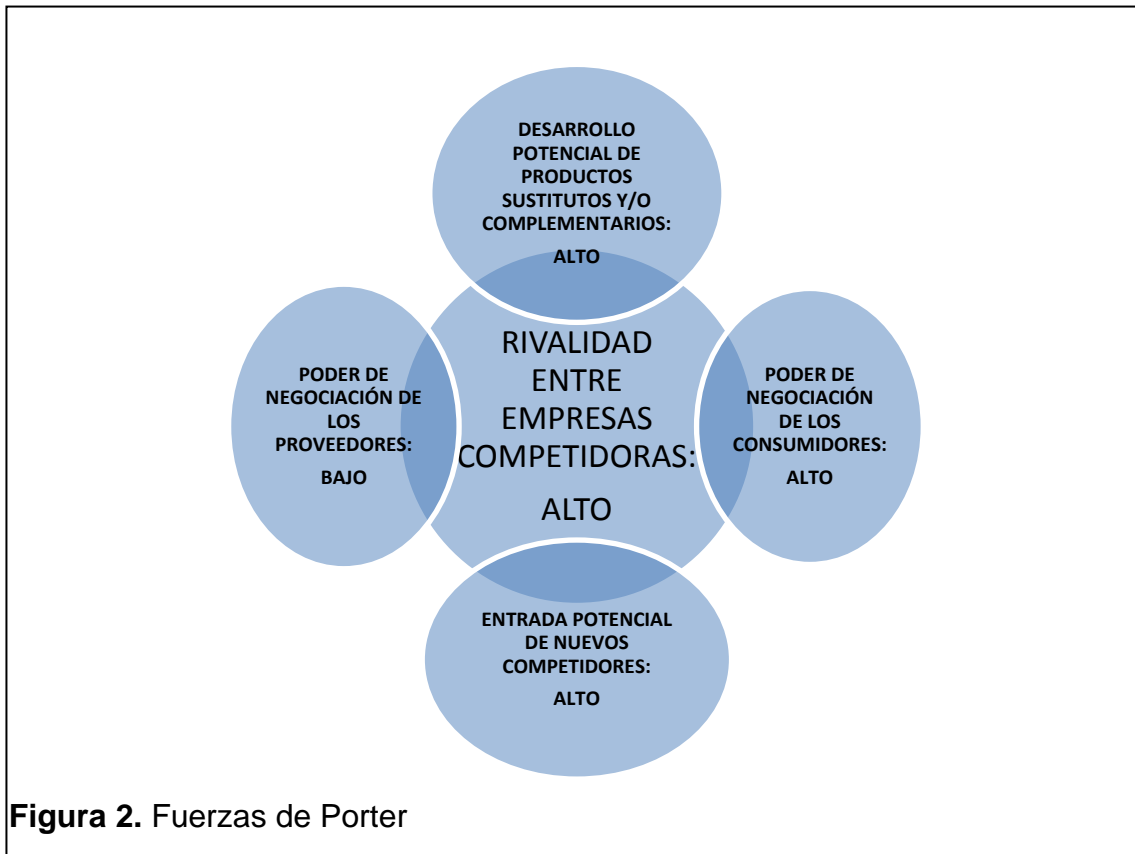 DESARROLLO
POTENCIAL DE
PRODUCTOS
SUSTITUTOS Y/O
COMPLEMENTARIOS:
ALTO
PODER DE
NEGOCIACIÓN DE
LOS
PROVEEDORES:
BAJO
RIVALIDAD
ENTRE
EMPRESAS
COMPETIDORAS:
ALTO
PODER DE
NEGOCIACIÓN
DE LOS
CONSUMIDORES:
ALTO
ENTRADA POTENCIAL
DE NUEVOS
COMPETIDORES:
ALTO
Figura 2. Fuerzas de Porter